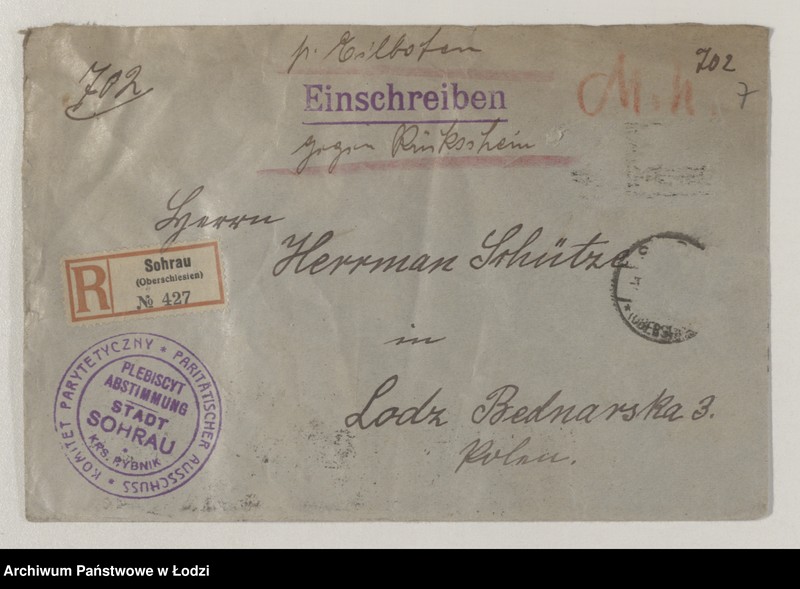 p. Eilboten
702
702
7
Einschreiben
M. n.
gegen Rückschein
Herrn
Herrman Schütze
R
Sohrau
(Oberschlesien)
№ 427
in
Lodz Bednarska 3.
Polen.
KOMITET PARYTETYCZNY * PARITÄTISCHER AUSSCHUSS *
PLEBISCYT
ABSTIMMUNG
STADT
SOHRAU
KRS. RYBNIK
Archiwum Państwowe w Łodzi